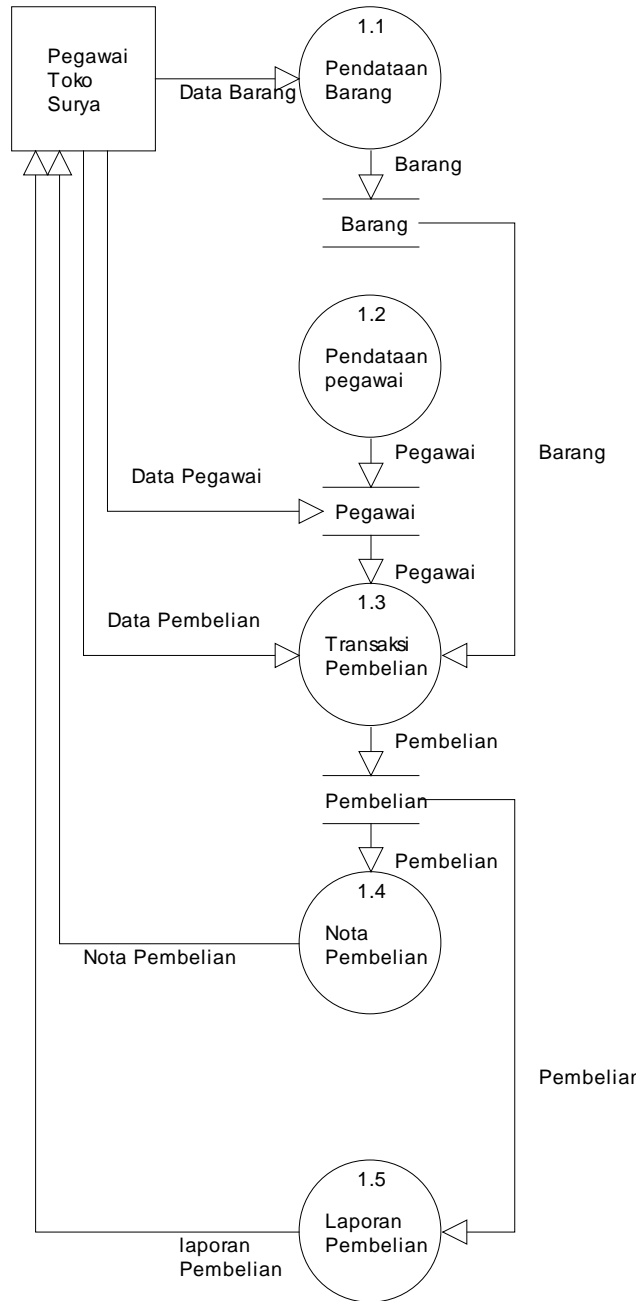 Pegawai
Toko
Surya
1.1
Pendataan
Barang
Data Barang
Barang
Barang
1.2
Pendataan
pegawai
Pegawai
Barang
Data Pegawai
Pegawai
Pegawai
1.3
Data Pembelian
Transaksi
Pembelian
Pembelian
Pembelian
Pembelian
1.4
Nota
Pembelian
Nota Pembelian
Pembelian
1.5
Laporan
Pembelian
laporan
Pembelian